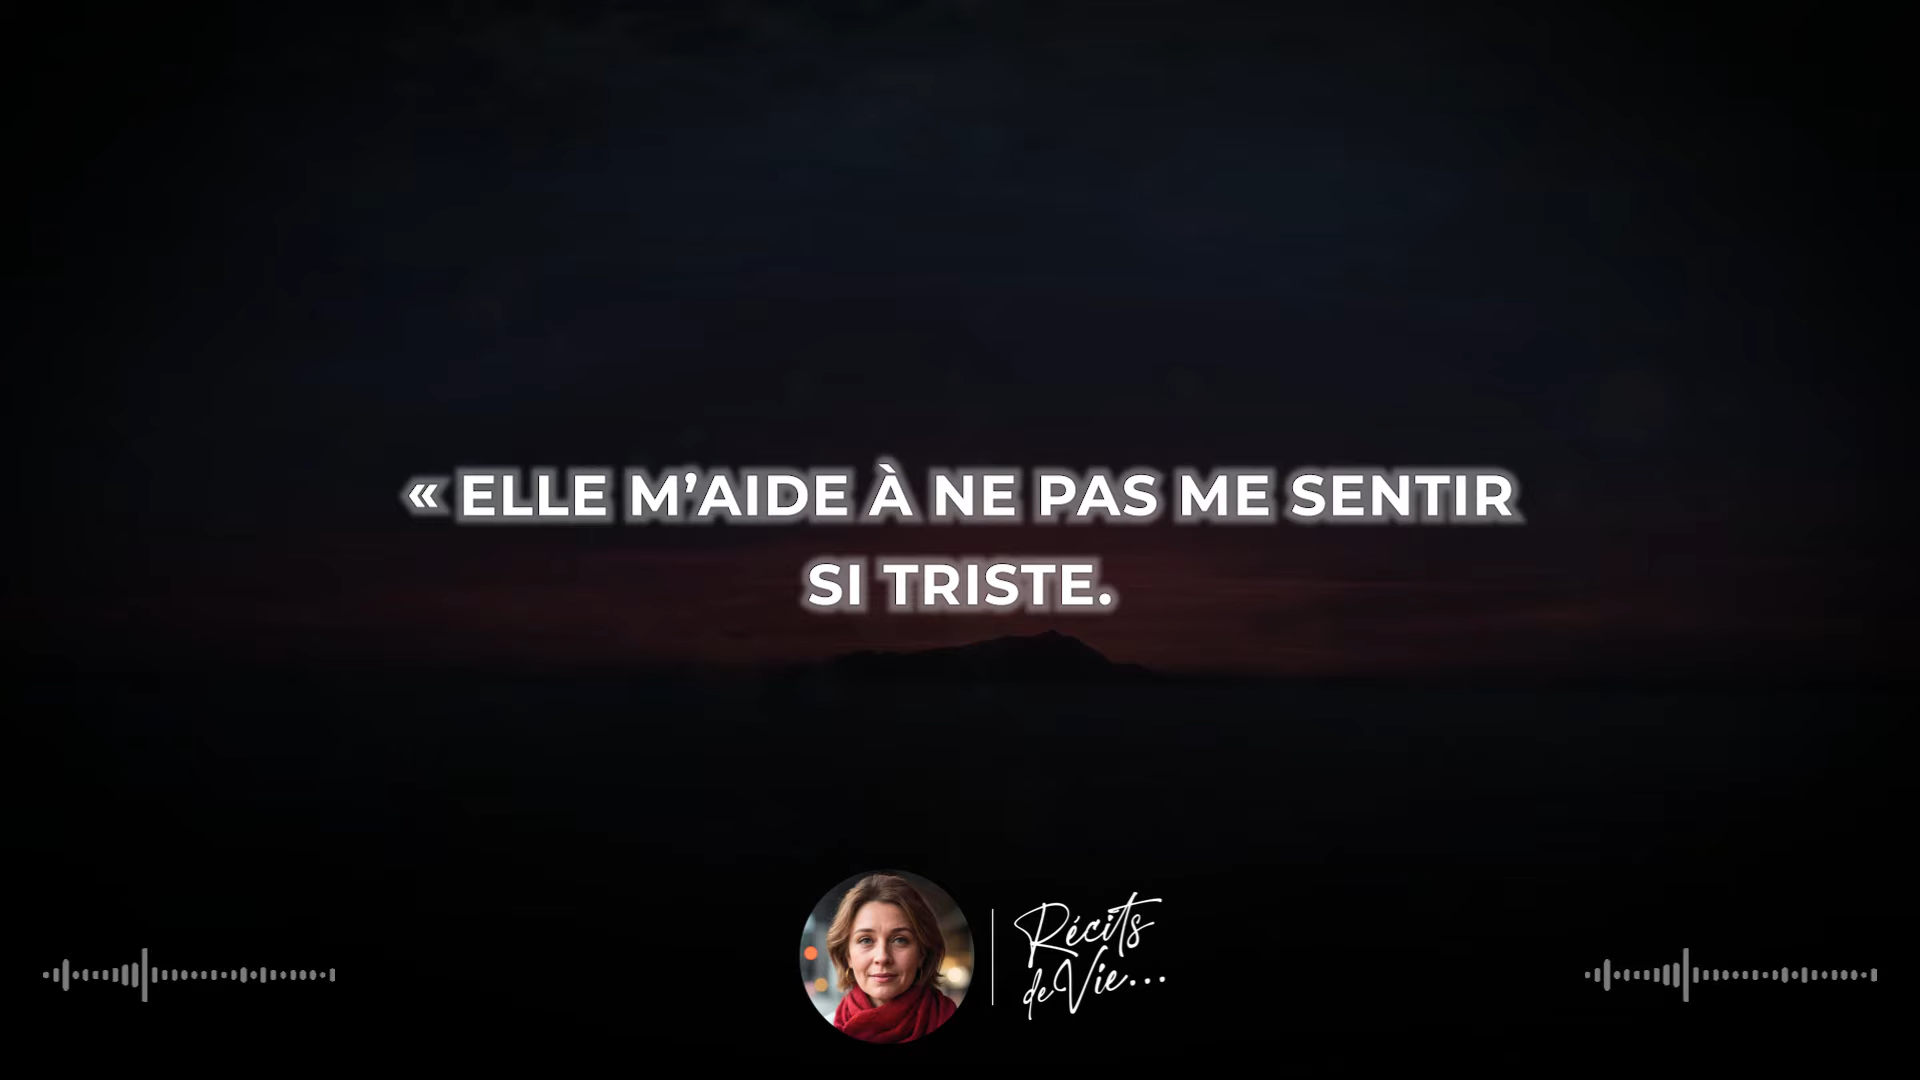 « ELLE M’AIDE À NE PAS ME SENTIR
SI TRISTE.
Récits
de Vie...